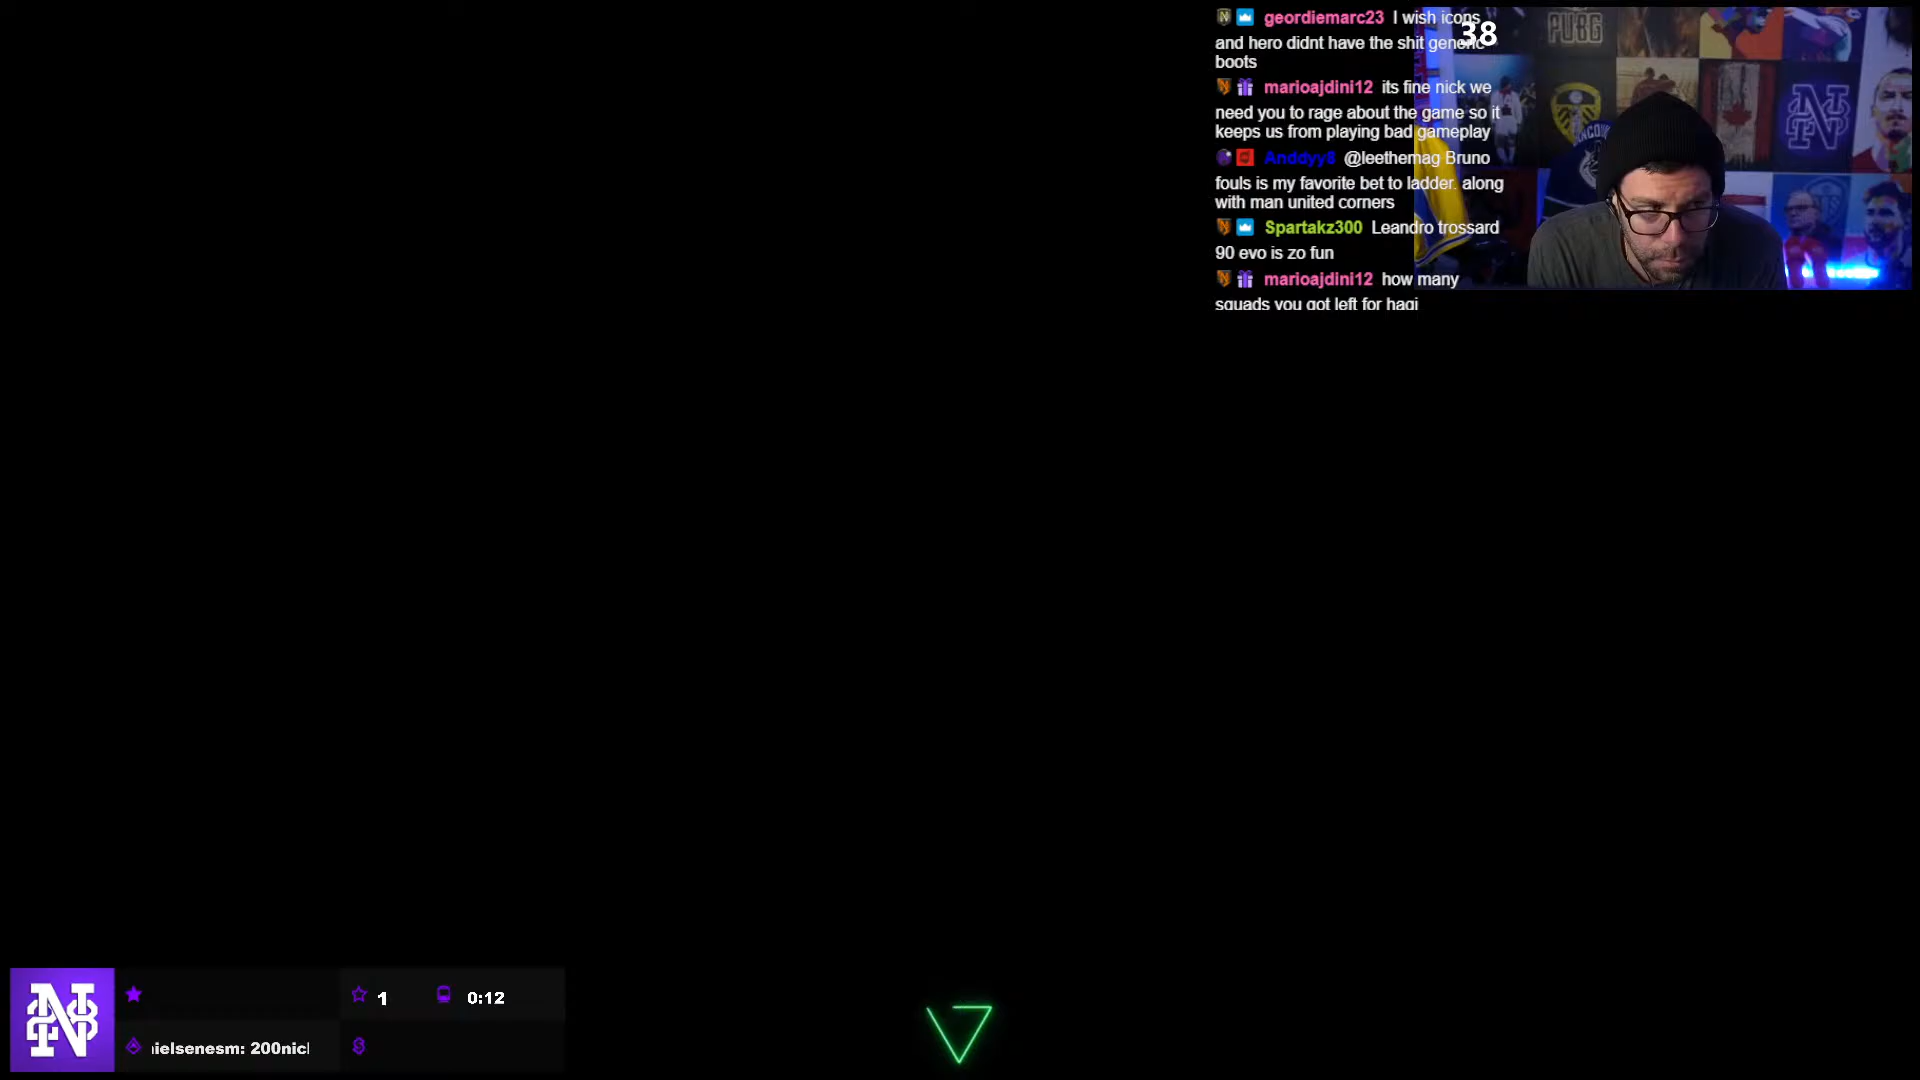 geordiemarc23 I wish icons
and hero didnt have the shit generic
boots
marioajdini12 its fine nick we
need you to rage about the game so it
keeps us from playing bad gameplay
Anddyy8 @leethemag Bruno
fouls is my favorite bet to ladder. along
with man united corners
Spartakz300 Leandro trossard
90 evo is zo fun
marioajdini12 how many
squads you got left for hagi
38
PUBG
1
0:12
ielsenesm: 200nicl